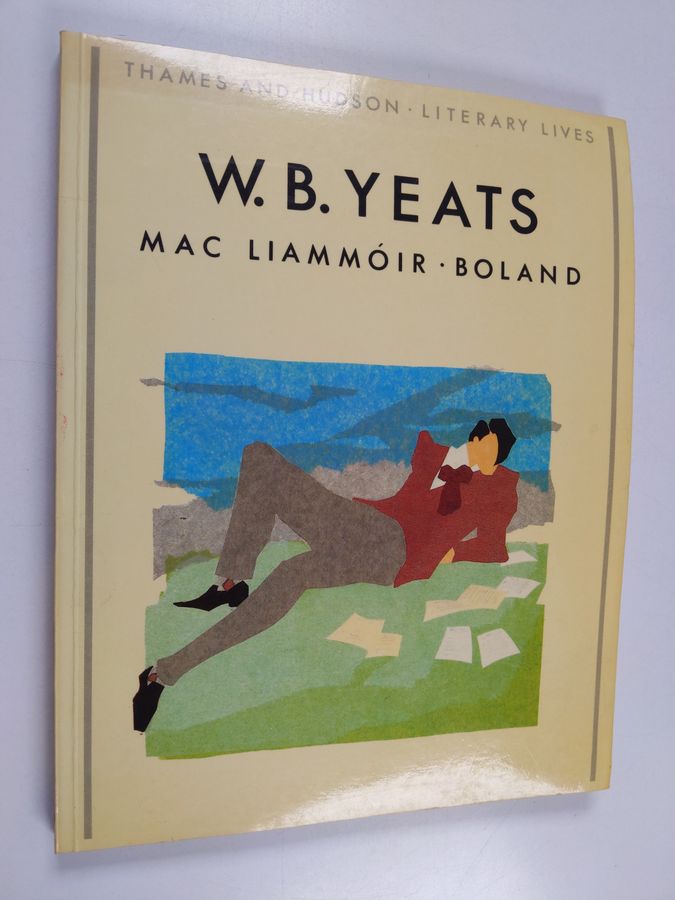 THAMES AND HUDSON · LITERARY LIVES
W. B. YEATS
MAC LIAMMÓIR · BOLAND